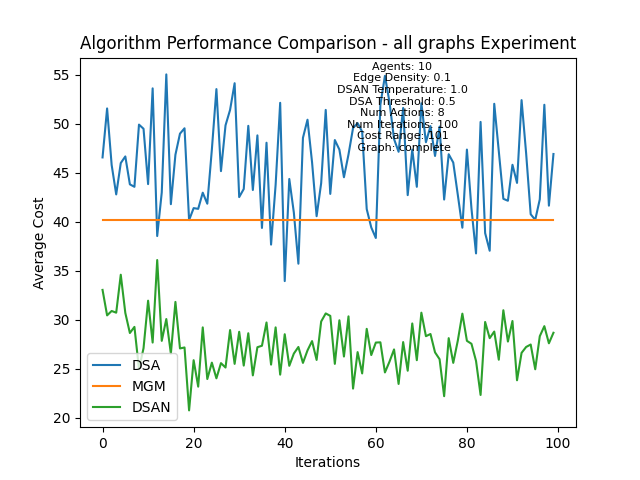 Algorithm Performance Comparison - all graphs Experiment
Agents: 10
Edge Density: 0.1
DSAN Temperature: 1.0
DSA Threshold: 0.5
Num Actions: 8
Num Iterations: 100
Cost Range: 101
Graph: complete
55
50
45
40
35
30
25
20
Average Cost
DSA
MGM
DSAN
0
20
40
60
80
100
Iterations